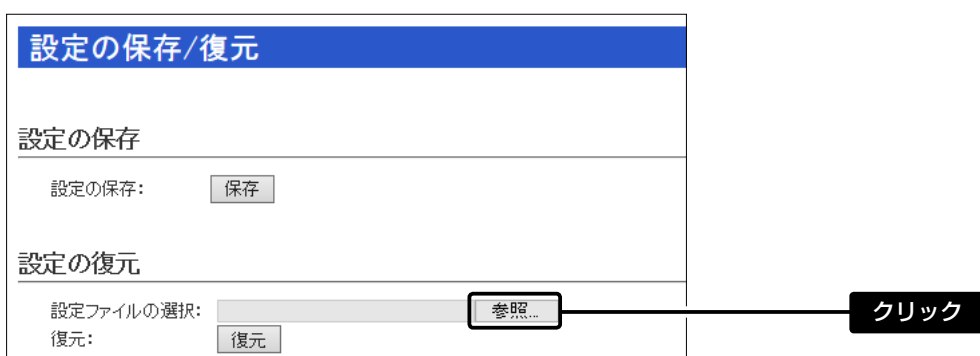 設定の保存/復元
設定の保存
設定の保存: 保存
設定の復元
設定ファイルの選択: 参照... クリック
復元: 復元